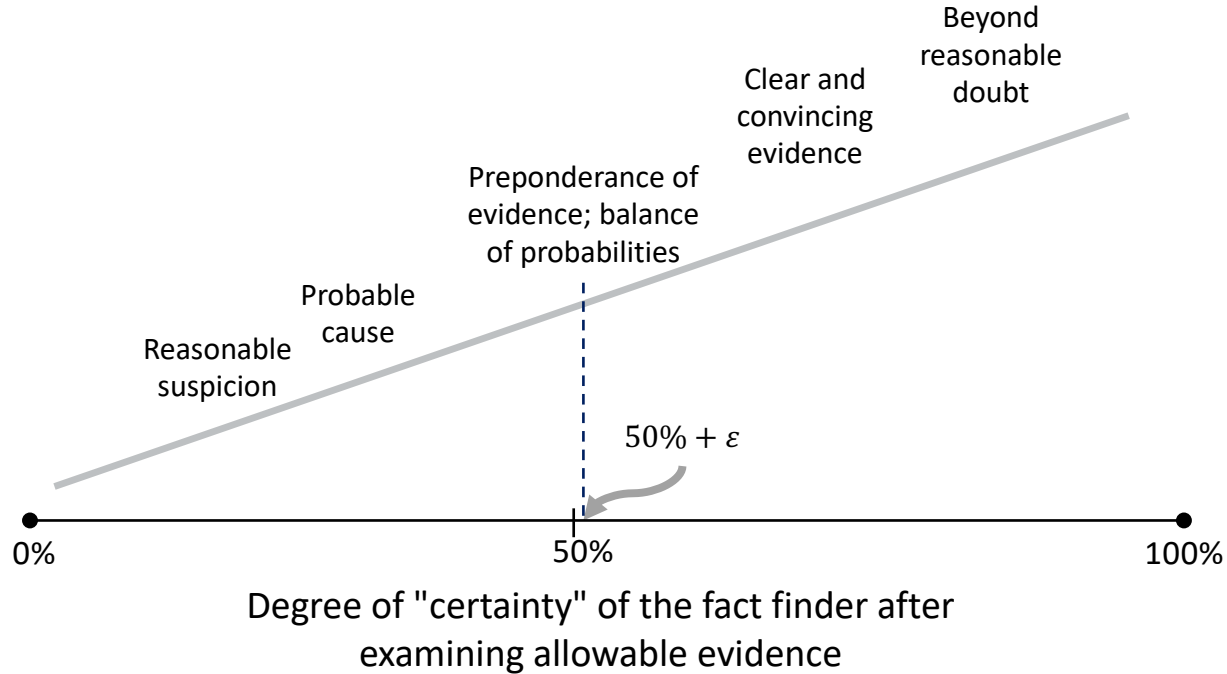 Beyond
reasonable
doubt
Clear and
convincing
evidence
Preponderance of
evidence; balance
of probabilities
Probable
cause
Reasonable
suspicion
50% + ε
0%
50%
100%
Degree of "certainty" of the fact finder after
examining allowable evidence